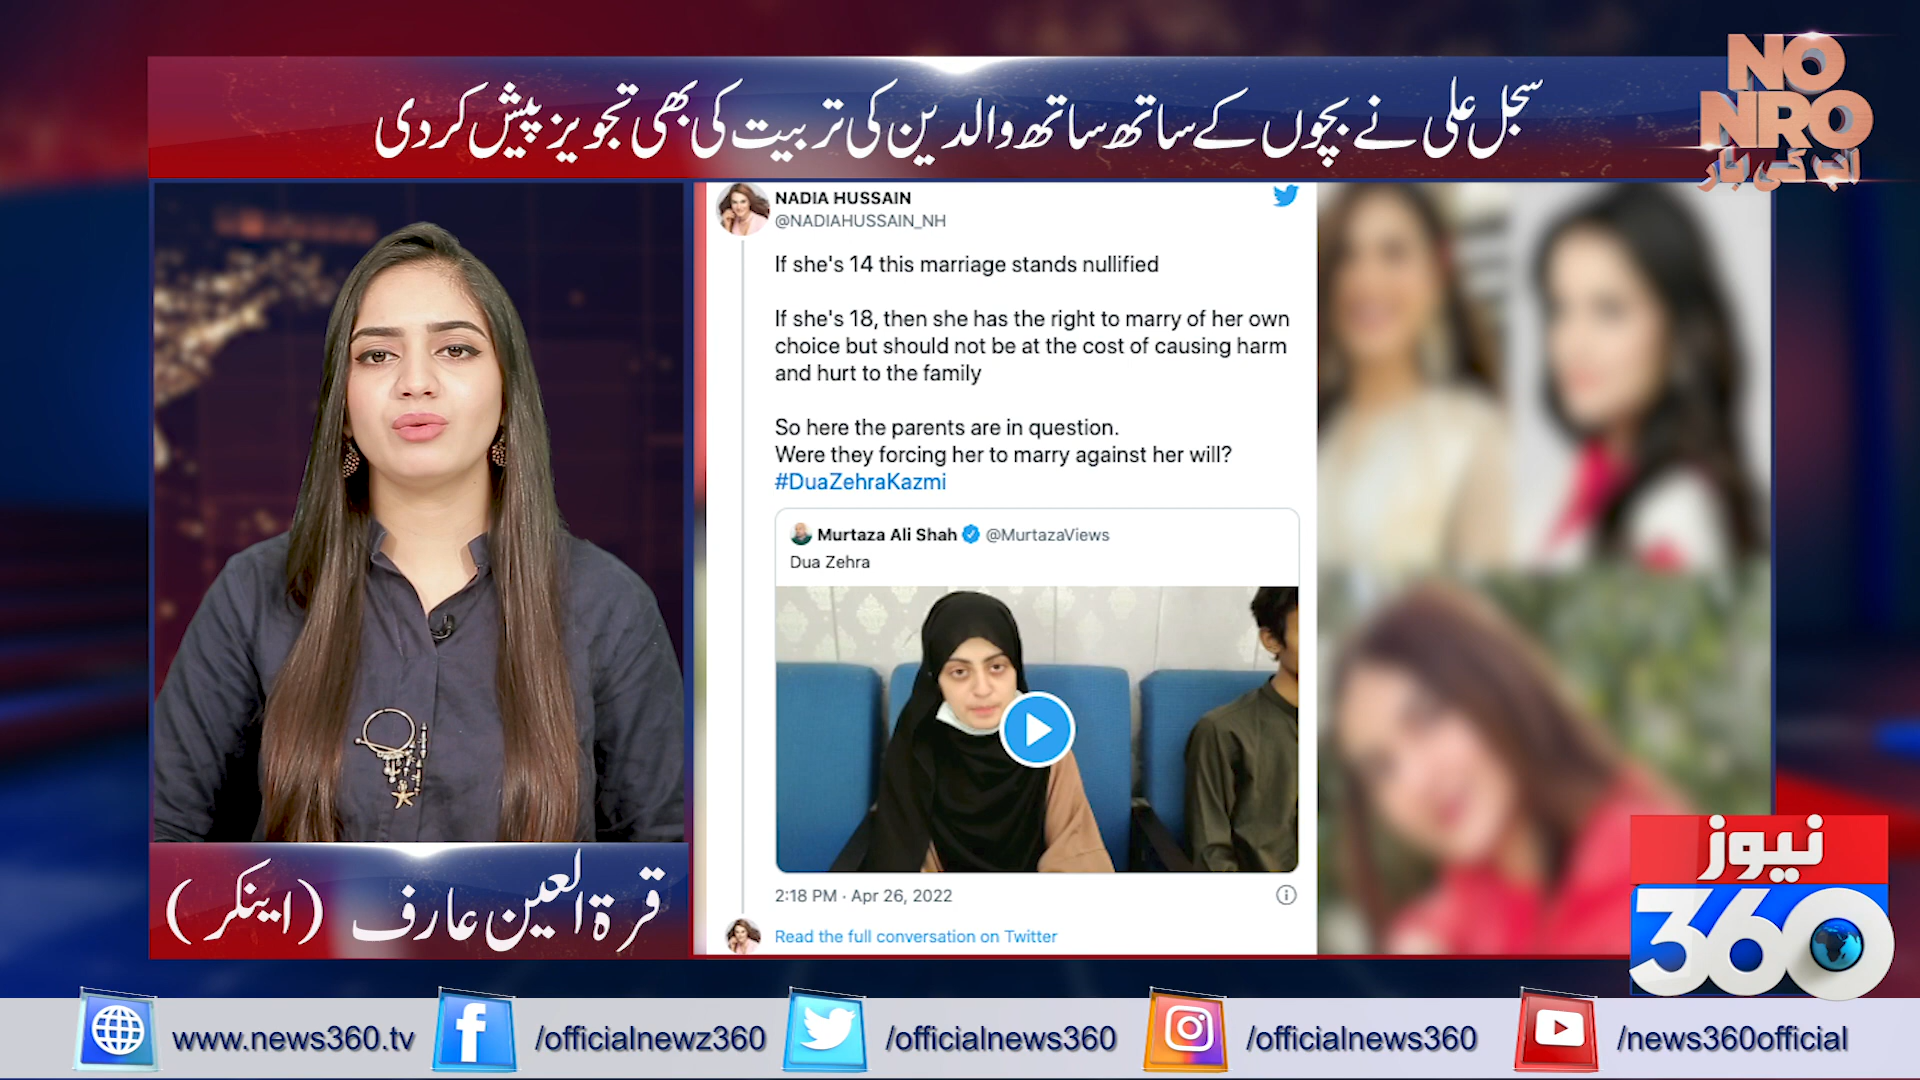 سجل علی نے بچوں کے ساتھ ساتھ والدین کی تربیت کی بھی تجویز پیش کر دی
NO
NRO
اب کی بار
NADIA HUSSAIN
@NADIAHUSSAIN_NH
If she's 14 this marriage stands nullified
If she's 18, then she has the right to marry of her own
choice but should not be at the cost of causing harm
and hurt to the family
So here the parents are in question.
Were they forcing her to marry against her will?
#DuaZehraKazmi
Murtaza Ali Shah @MurtazaViews
Dua Zehra
2:18 PM · Apr 26, 2022
Read the full conversation on Twitter
قرۃ العین عارف (اینکر)
نیوز
360
www.news360.tv
/officialnewz360
/officialnews360
/officialnews360
/news360official